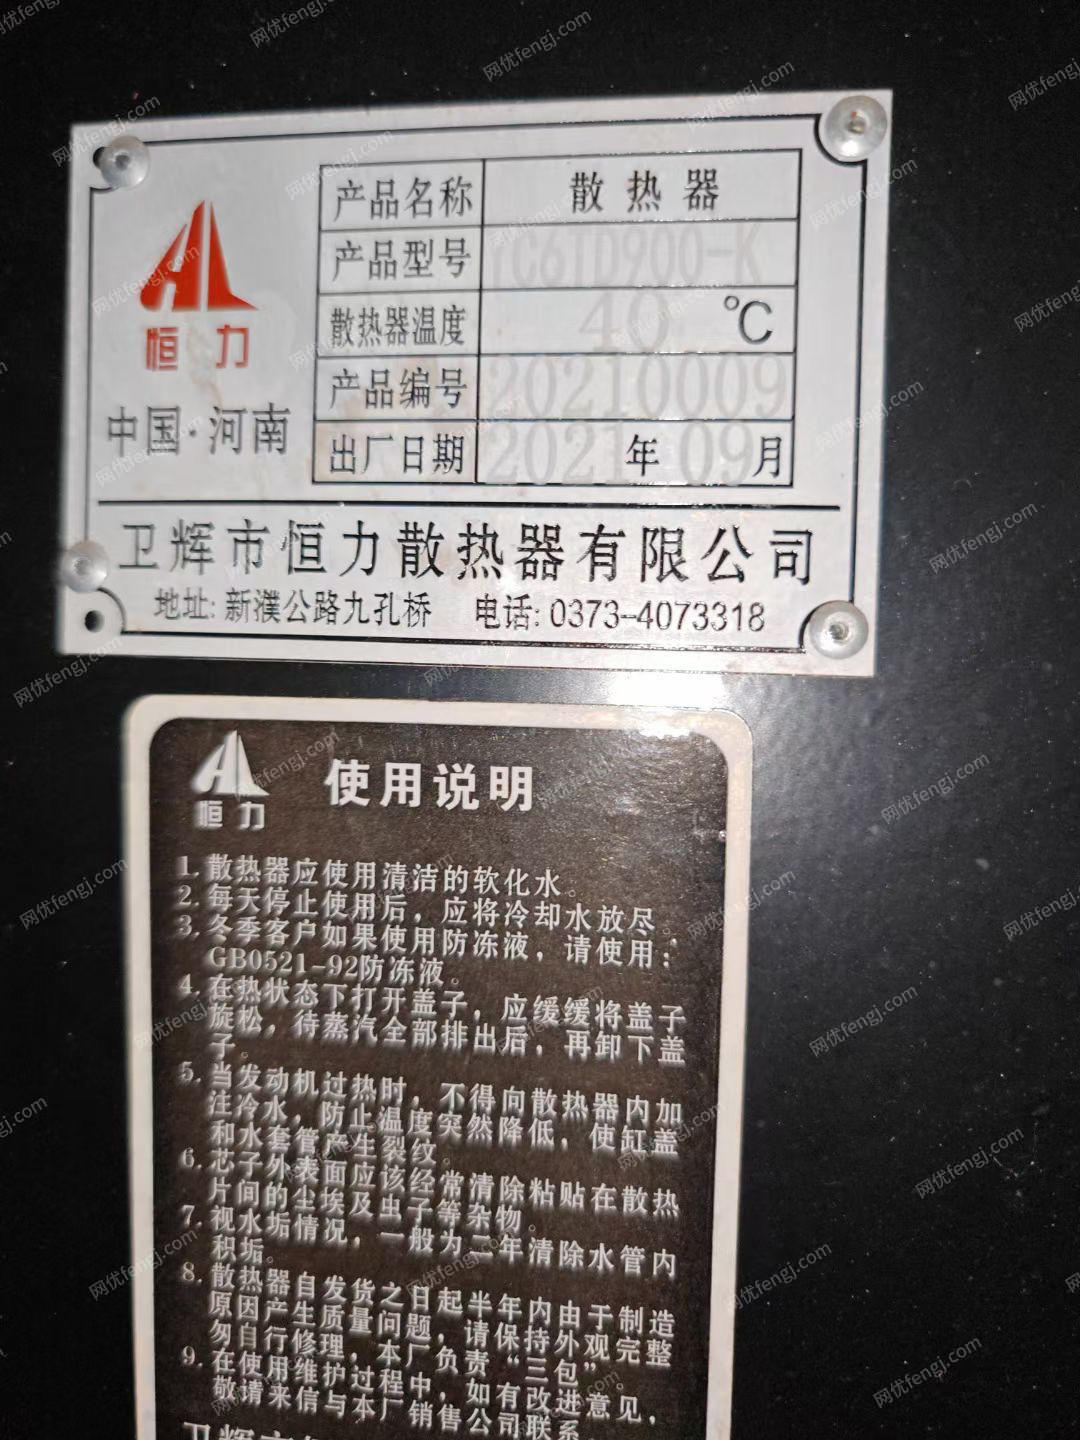 恒力
中国·河南
产品名称 散热器
产品型号 C6TD900-K
散热器温度 40 ℃
产品编号 20210009
出厂日期 2021年09月
卫辉市恒力散热器有限公司
地址:新濮公路九孔桥 电话:0373-4073318
恒力
使用说明
1.散热器应使用清洁的软化水。
2.每天停止使用后，应将冷却水放尽。
3.冬季客户如果使用防冻液，请使用：
GB0521-92防冻液。
4.在热状态下打开盖子，应缓缓将盖子
旋松，待蒸汽全部排出后，再卸下盖
子。
5.当发动机过热时，不得向散热器内加
注冷水，防止温度突然降低，使缸盖
和水套管产生裂纹。
6.芯子外表面应该经常清除粘贴在散热
片间的尘埃及虫子等杂物。
7.视水垢情况，一般为二年清除水管内
积垢。
8.散热器自发货之日起半年内由于制造
原因产生质量问题，请保持外观完整
勿自行修理，本厂负责“三包”。
9.在使用维护过程中，如有改进意见，
敬请来信与本厂销售公司联系。
网优fengj.com